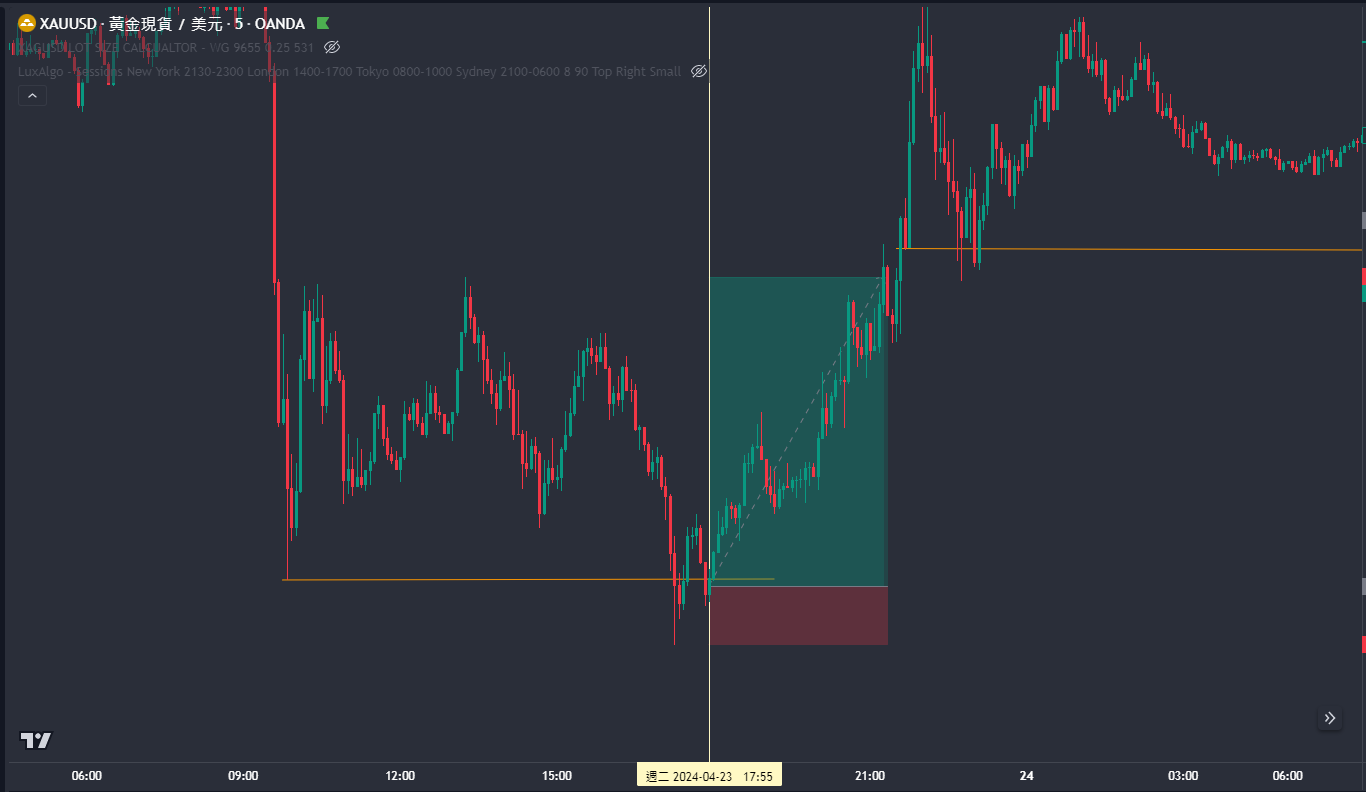 XAUUSD · 黃金現貨 / 美元 · 5 · OANDA
XAGUSD LOT SIZE CALCUALTOR - WG 9655 0.25 531
LuxAlgo - Sessions New York 2130-2300 London 1400-1700 Tokyo 0800-1000 Sydney 2100-0600 8 90 Top Right Small
06:00 09:00 12:00 15:00 週二 2024-04-23 17:55 21:00 24 03:00 06:00